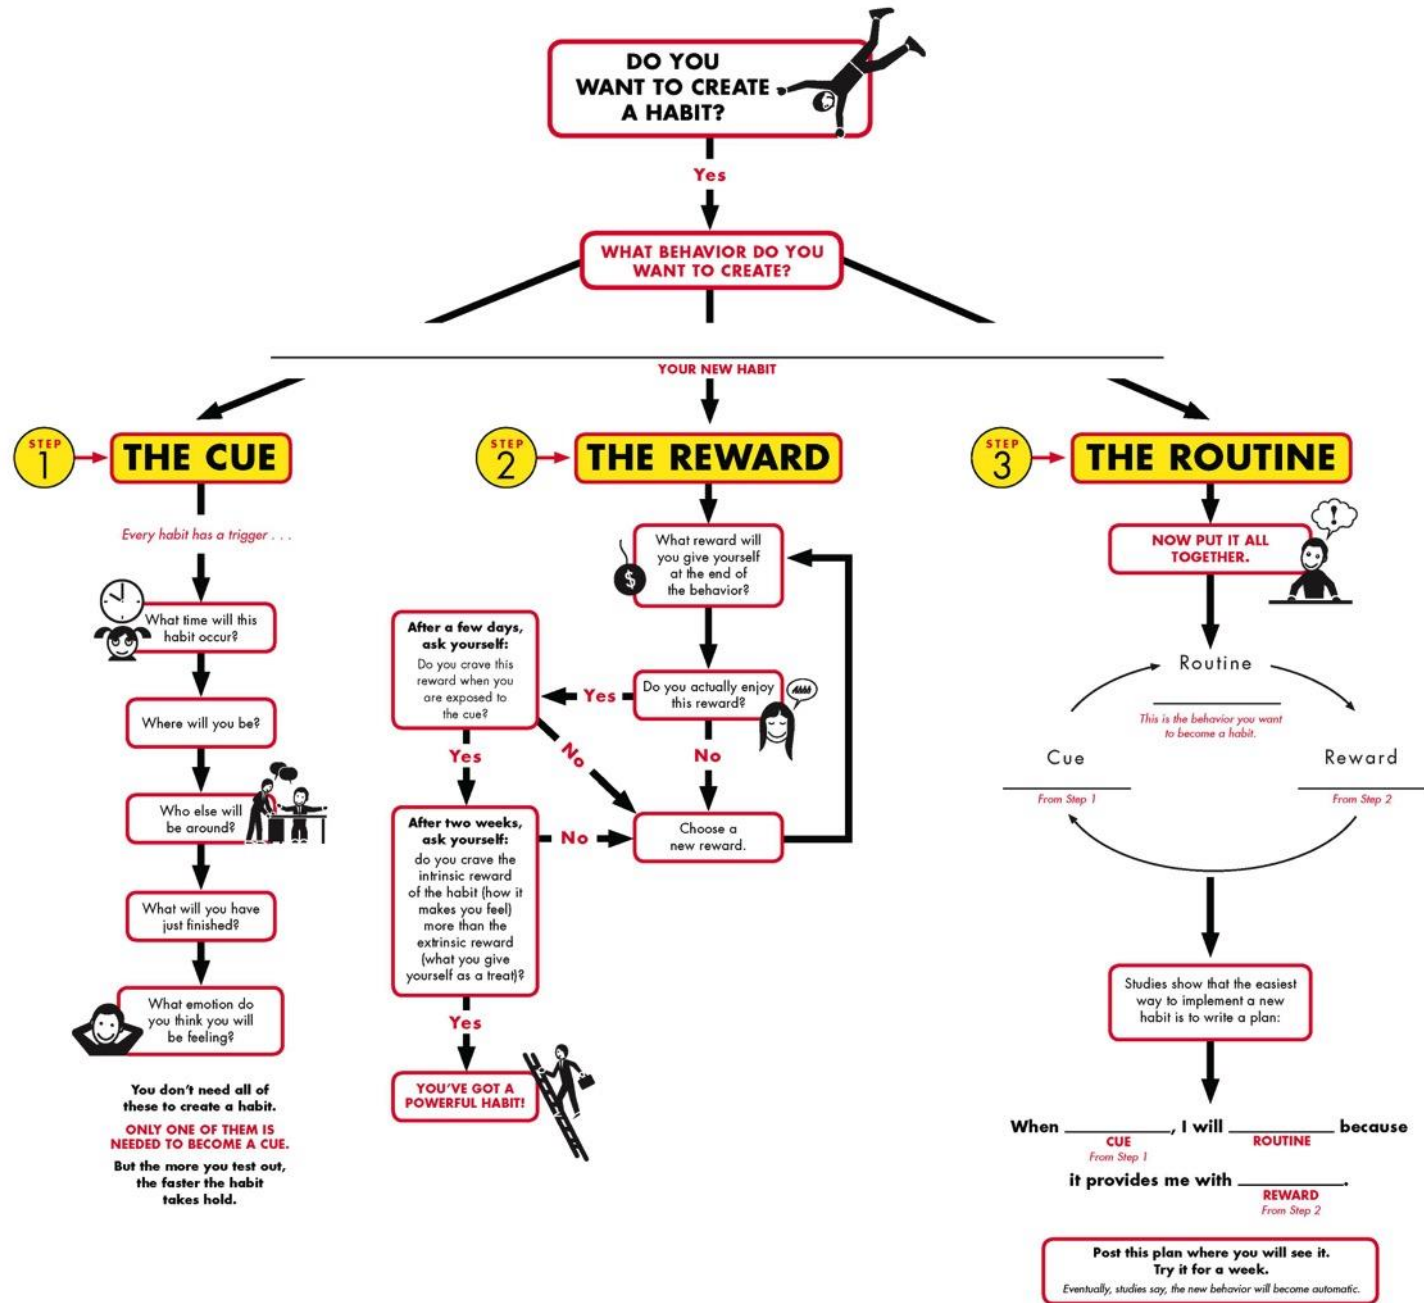 DO YOU
WANT TO CREATE
A HABIT?
Yes
WHAT BEHAVIOR DO YOU
WANT TO CREATE?
YOUR NEW HABIT
STEP
1
THE CUE
Every habit has a trigger . . .
What time will this
habit occur?
Where will you be?
Who else will
be around?
What will you have
just finished?
What emotion do
you think you will
be feeling?
You don't need all of
these to create a habit.
ONLY ONE OF THEM IS
NEEDED TO BECOME A CUE.
But the more you test out,
the faster the habit
takes hold.
STEP
2
THE REWARD
What reward will
you give yourself
at the end of
the behavior?
$
Do you actually enjoy
this reward?
Ahhh
Yes
No
After a few days,
ask yourself:
Do you crave this
reward when you
are exposed to
the cue?
Yes
No
After two weeks,
ask yourself:
do you crave the
intrinsic reward
of the habit (how it
makes you feel)
more than the
extrinsic reward
(what you give
yourself as a treat)?
No
Choose a
new reward.
Yes
YOU'VE GOT A
POWERFUL HABIT!
STEP
3
THE ROUTINE
NOW PUT IT ALL
TOGETHER.
!
Routine
This is the behavior you want
to become a habit.
Cue
From Step 1
Reward
From Step 2
Studies show that the easiest
way to implement a new
habit is to write a plan:
When ________, I will ________ because
CUE ROUTINE
From Step 1
it provides me with ________.
REWARD
From Step 2
Post this plan where you will see it.
Try it for a week.
Eventually, studies say, the new behavior will become automatic.